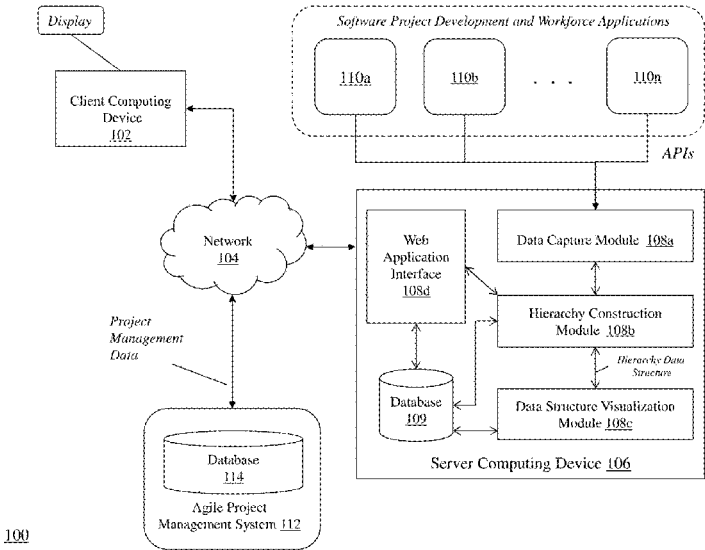 Display
Software Project Development and Workforce Applications
110a
110b
. . .
110n
Client Computing
Device
102
APIs
Network
104
Web
Application
Interface
108d
Data Capture Module 108a
Hierarchy Construction
Module 108b
Hierarchy Data
Structure
Project
Management
Data
Database
109
Data Structure Visualization
Module 108c
Server Computing Device 106
Database
114
Agile Project
Management System 112
100